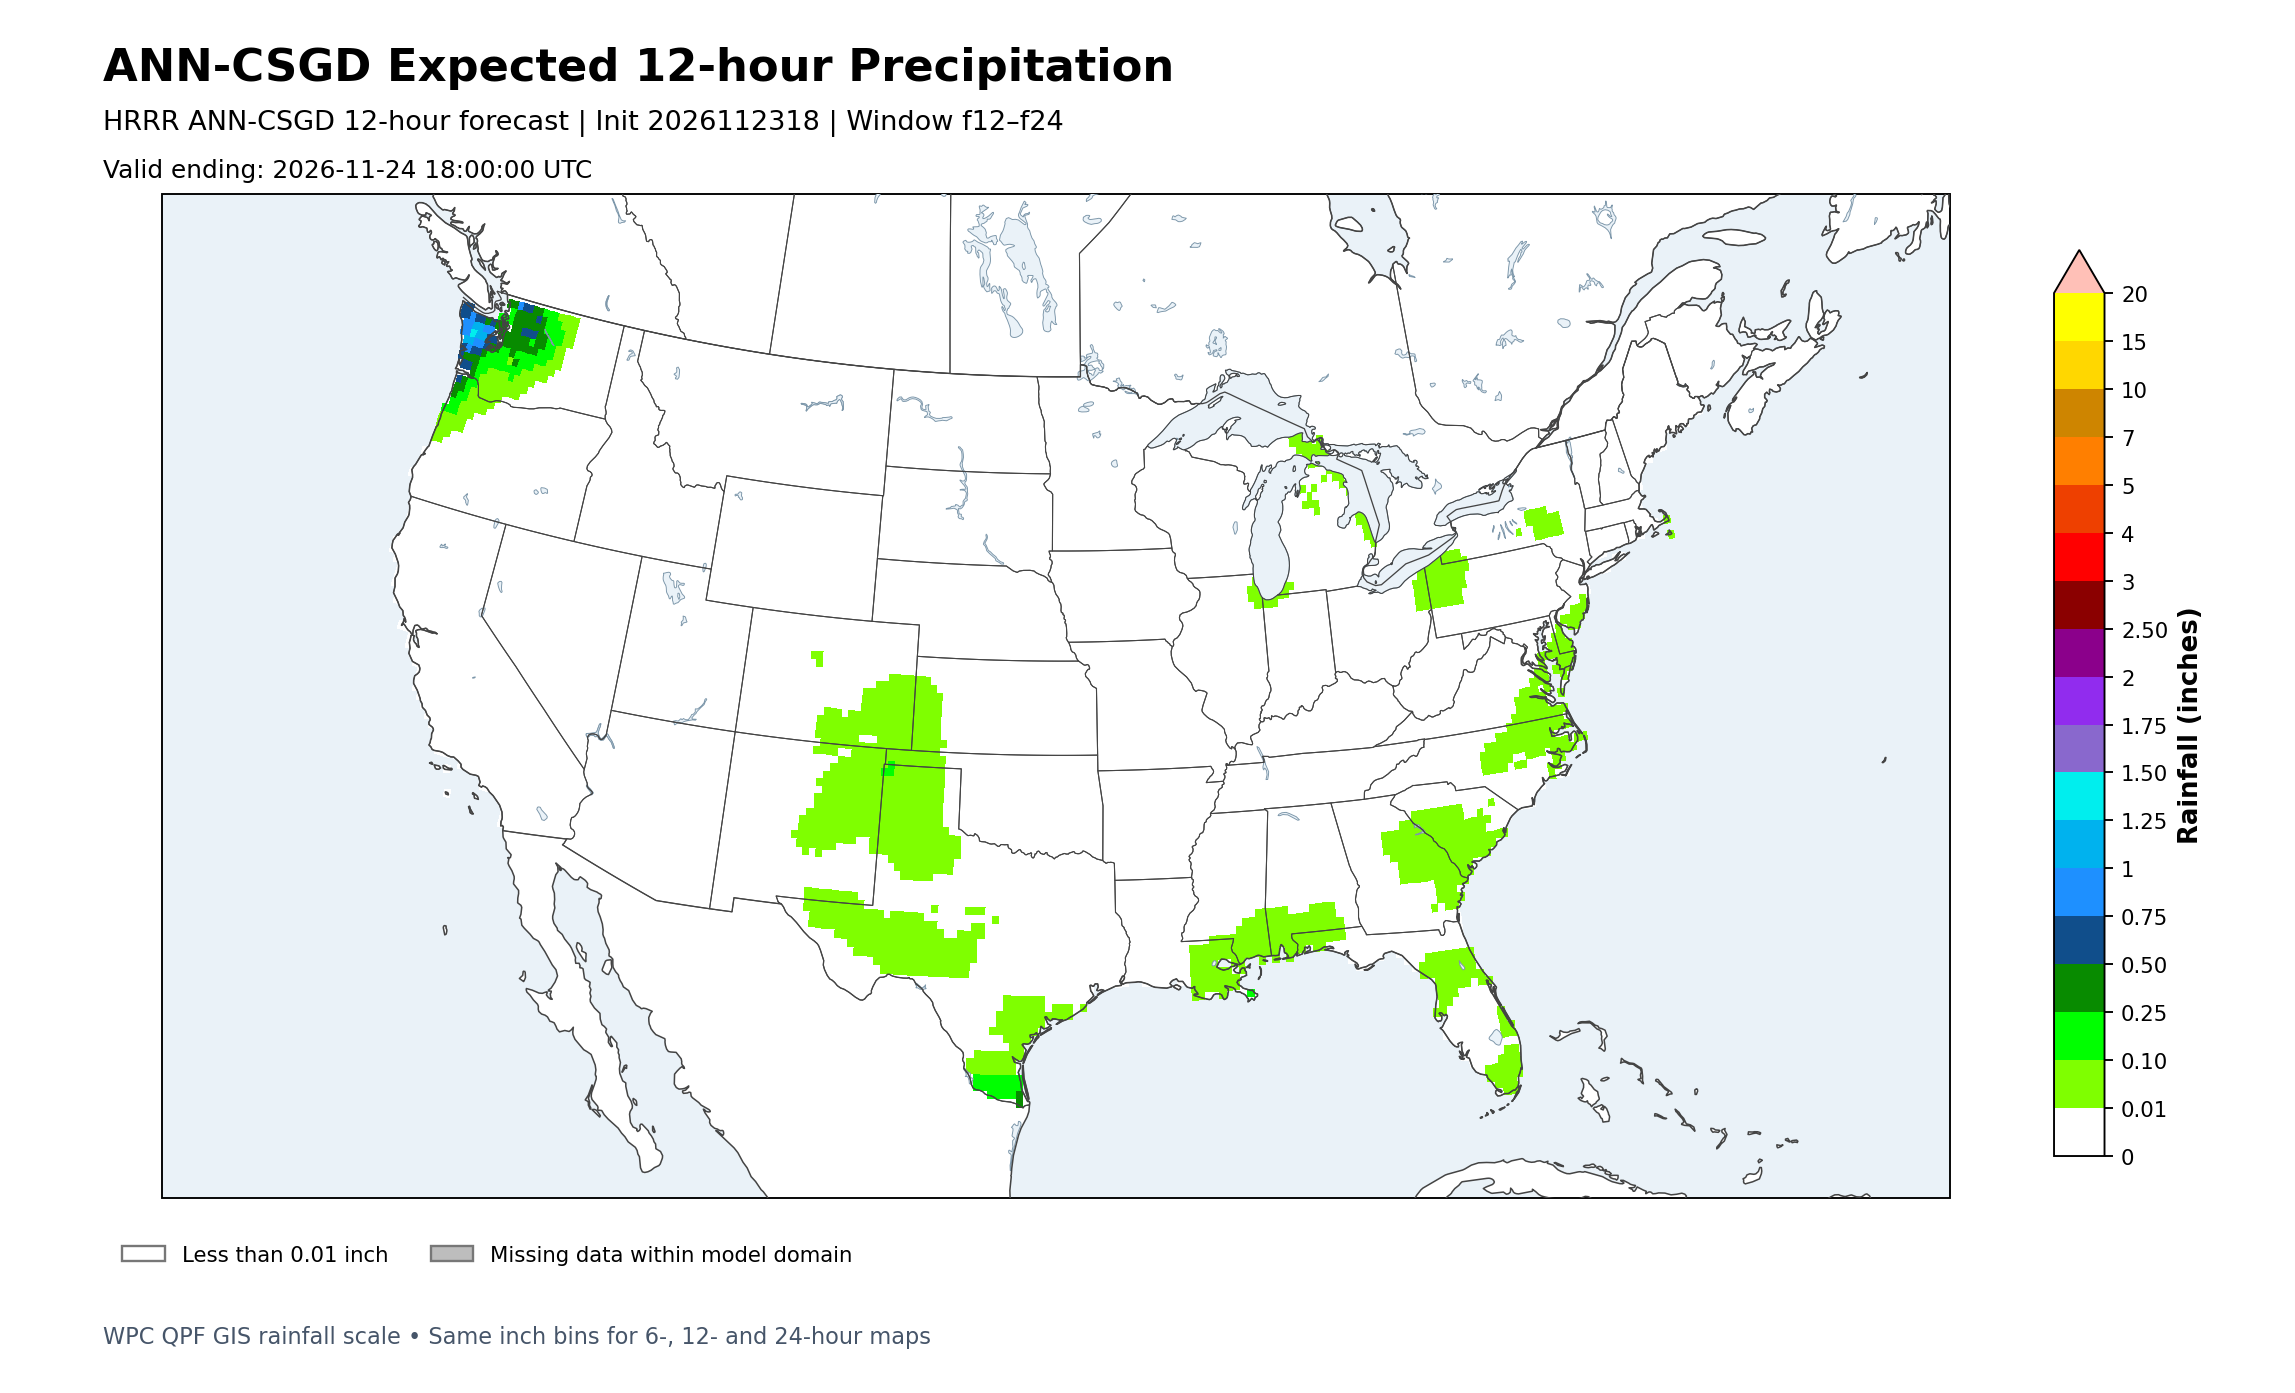 ANN-CSGD Expected 12-hour Precipitation
HRRR ANN-CSGD 12-hour forecast | Init 2026112318 | Window f12–f24
Valid ending: 2026-11-24 18:00:00 UTC
20
15
10
7
5
4
3
2.50
2
1.75
1.50
1.25
1
0.75
0.50
0.25
0.10
0.01
0
Rainfall (inches)
Less than 0.01 inch
Missing data within model domain
WPC QPF GIS rainfall scale • Same inch bins for 6-, 12- and 24-hour maps